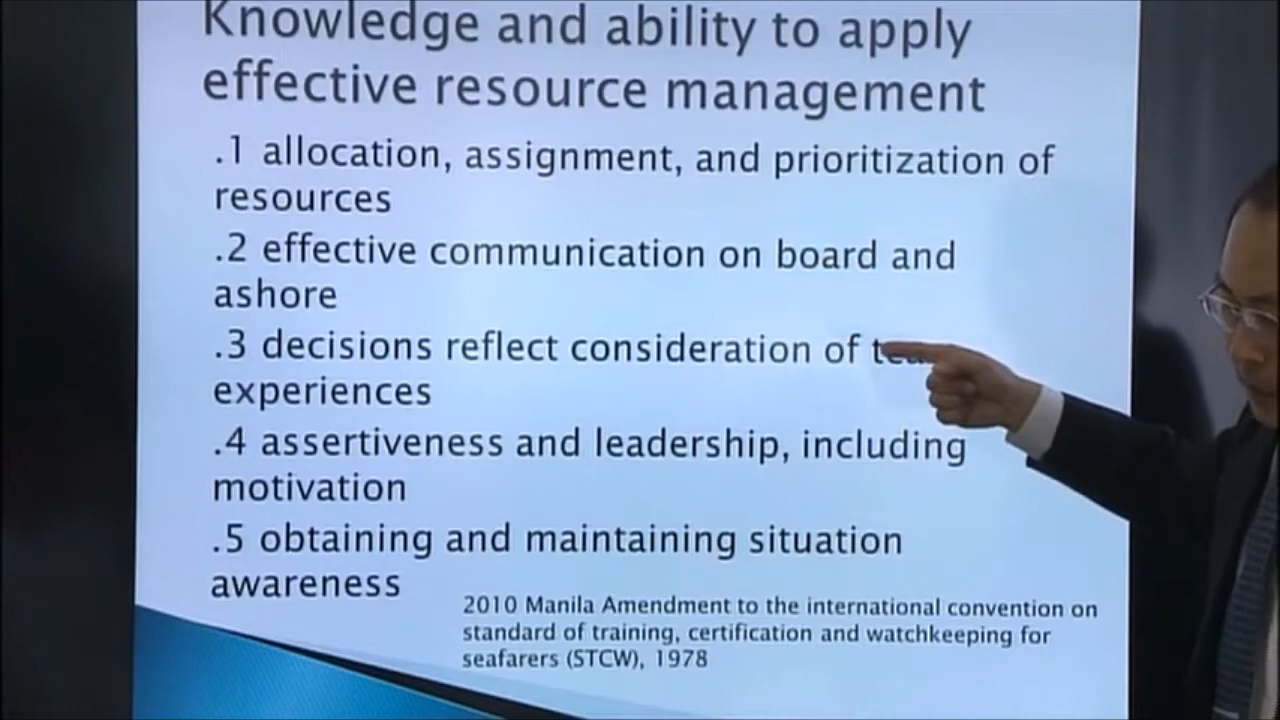 Knowledge and ability to apply
effective resource management
.1 allocation, assignment, and prioritization of
resources
.2 effective communication on board and
ashore
.3 decisions reflect consideration of
experiences
.4 assertiveness and leadership, including
motivation
.5 obtaining and maintaining situation
awareness
2010 Manila Amendment to the international convention on
standard of training, certification and watchkeeping for
seafarers (STCW), 1978